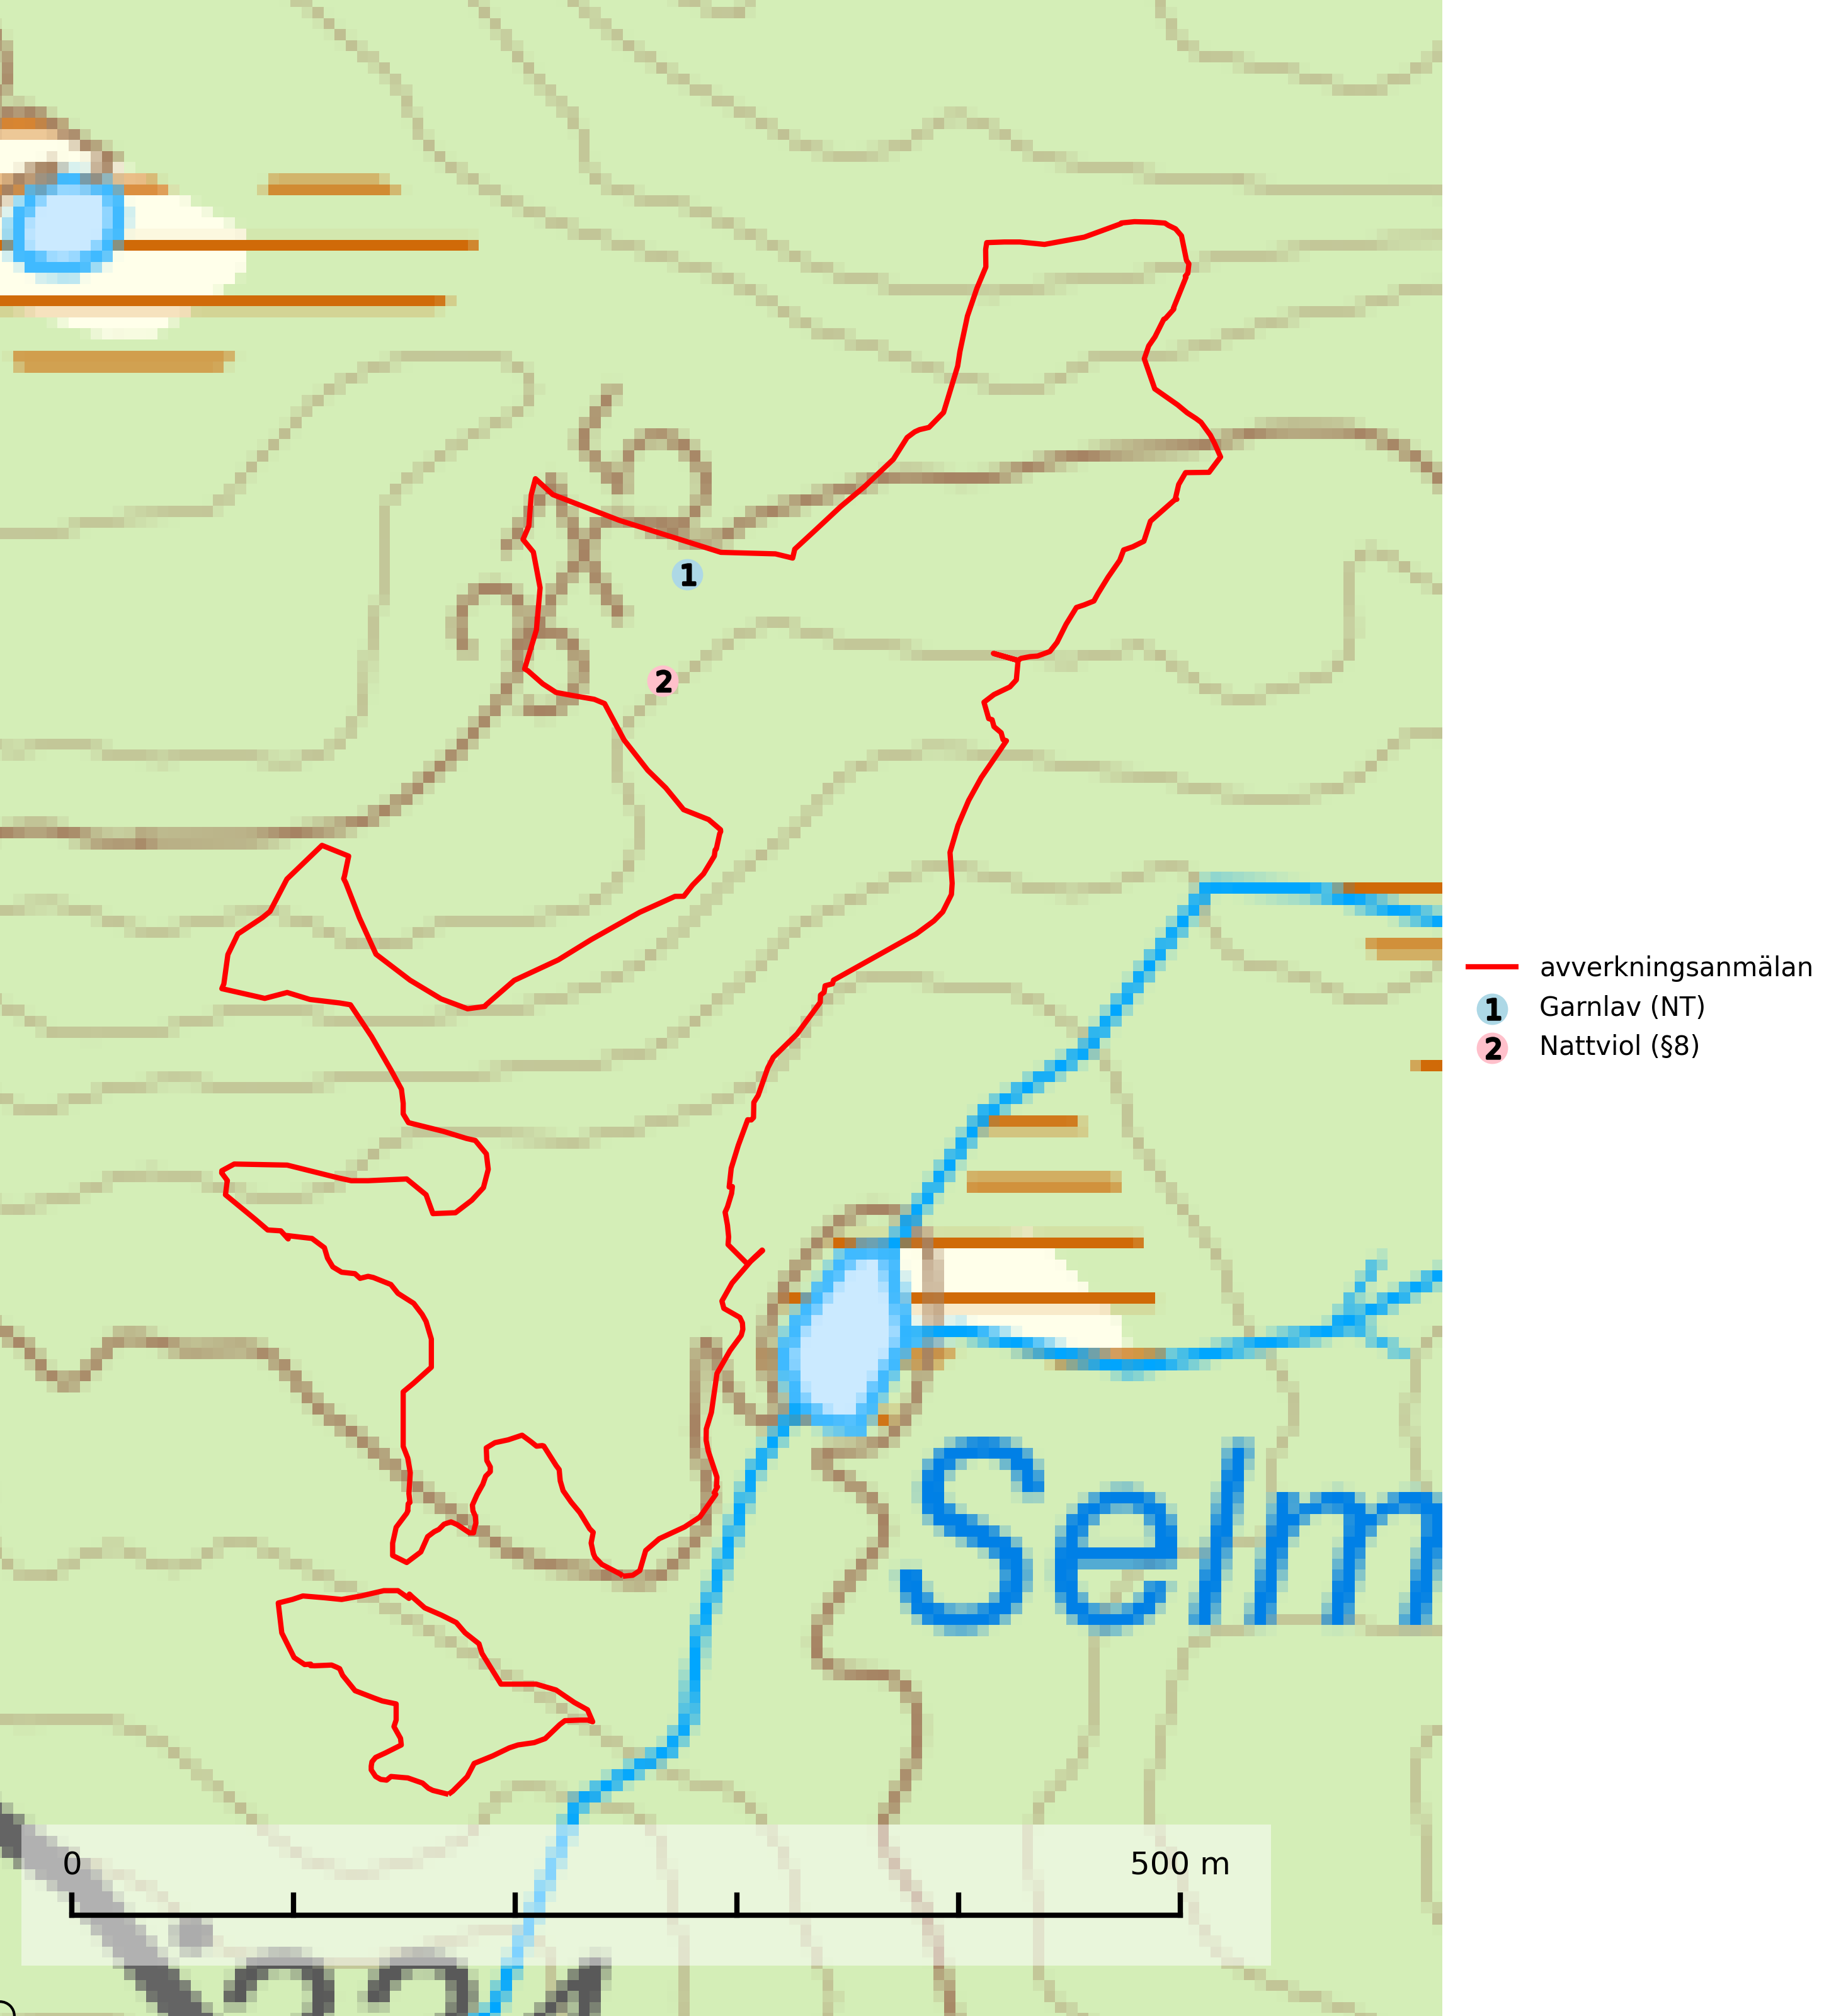 1
2
avverkningsanmälan
1 Garnlav (NT)
2 Nattviol (§8)
Selm
0 500 m